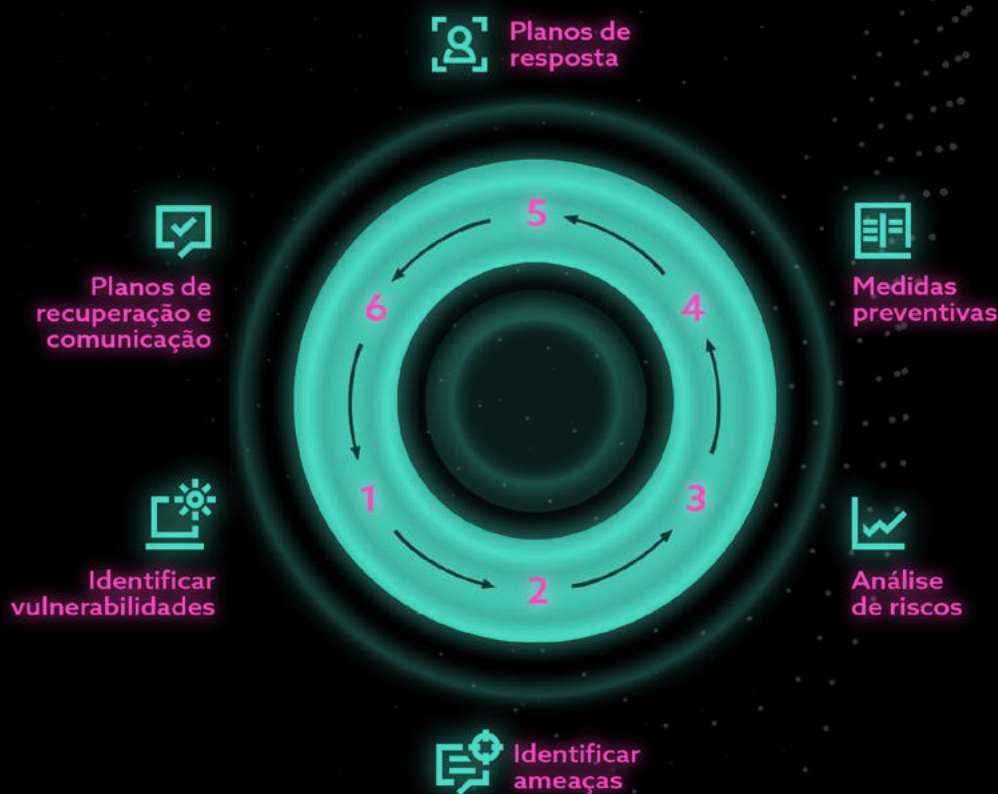 Planos de
resposta
5
Planos de
recuperação e
comunicação
6
4
Medidas
preventivas
Identificar
vulnerabilidades
1
3
Análise
de riscos
2
Identificar
ameaças